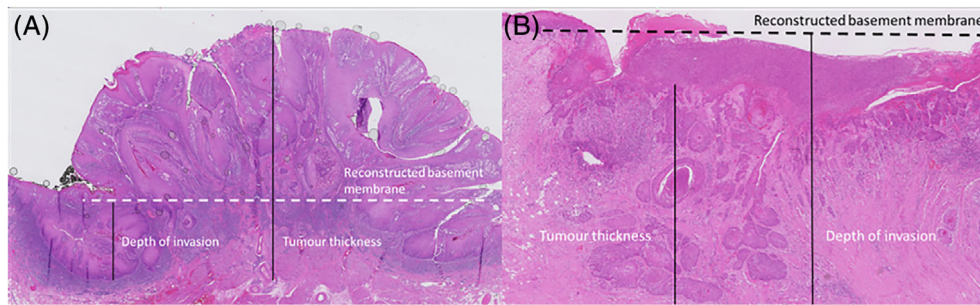 (A)
Reconstructed basement
membrane
Depth of invasion
Tumour thickness
(B)
Reconstructed basement membrane
Tumour thickness
Depth of invasion